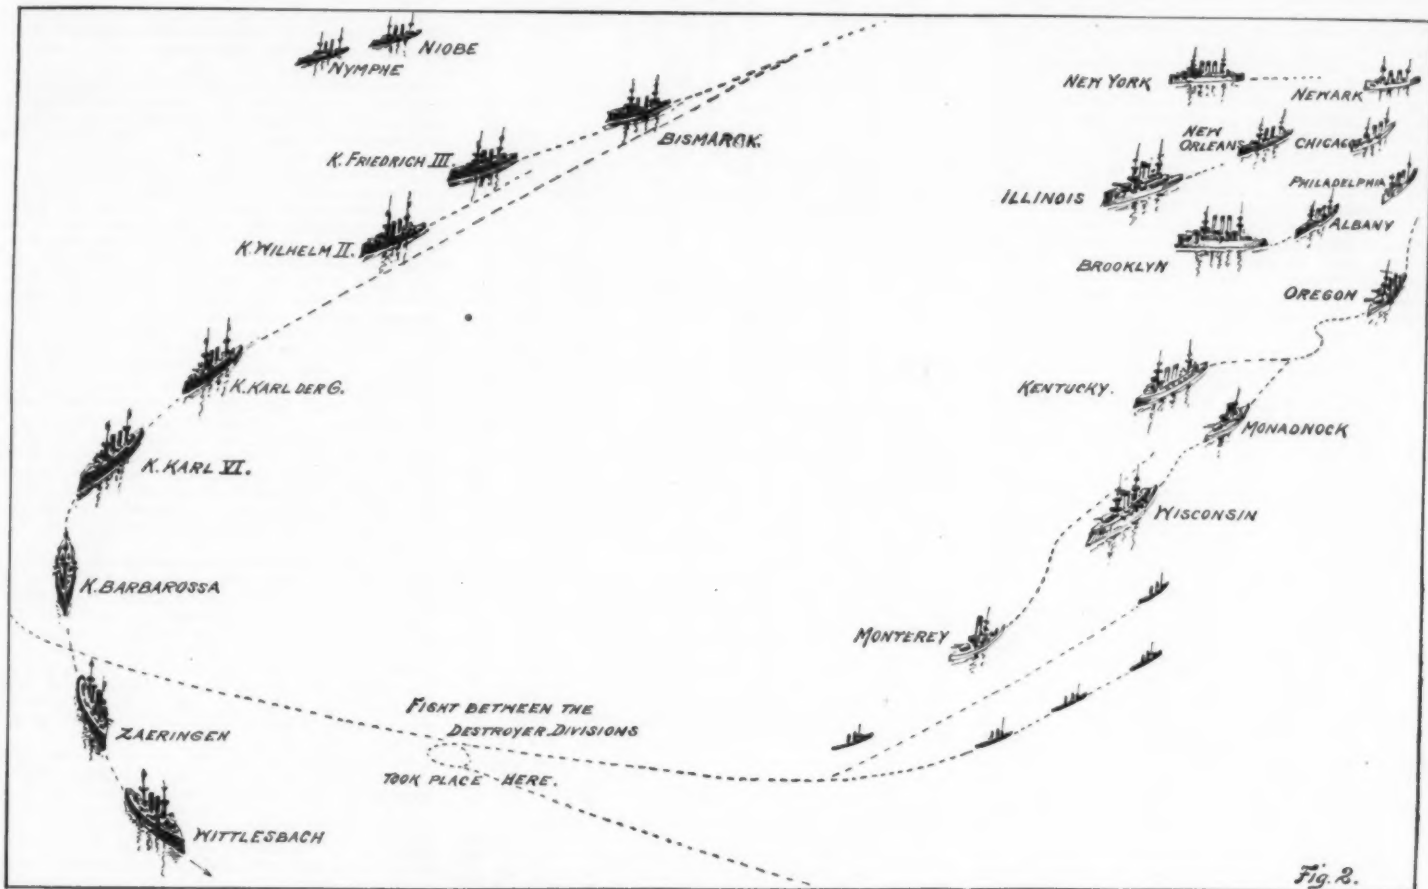 NIOBE
NYMPHE
BISMARCK.
K. FRIEDRICH III.
K. WILHELM II.
K. KARL DER G.
K. KARL VI.
K. BARBAROSSA
ZAERINGEN
WITTLESBACH
FIGHT BETWEEN THE
DESTROYER DIVISIONS
TOOK PLACE HERE.
NEW YORK
NEWARK
NEW
ORLEANS
CHICAGO
ILLINOIS
PHILADELPHIA
ALBANY
BROOKLYN
OREGON
KENTUCKY.
MONADNOCK
WISCONSIN
MONTEREY
Fig. 2.